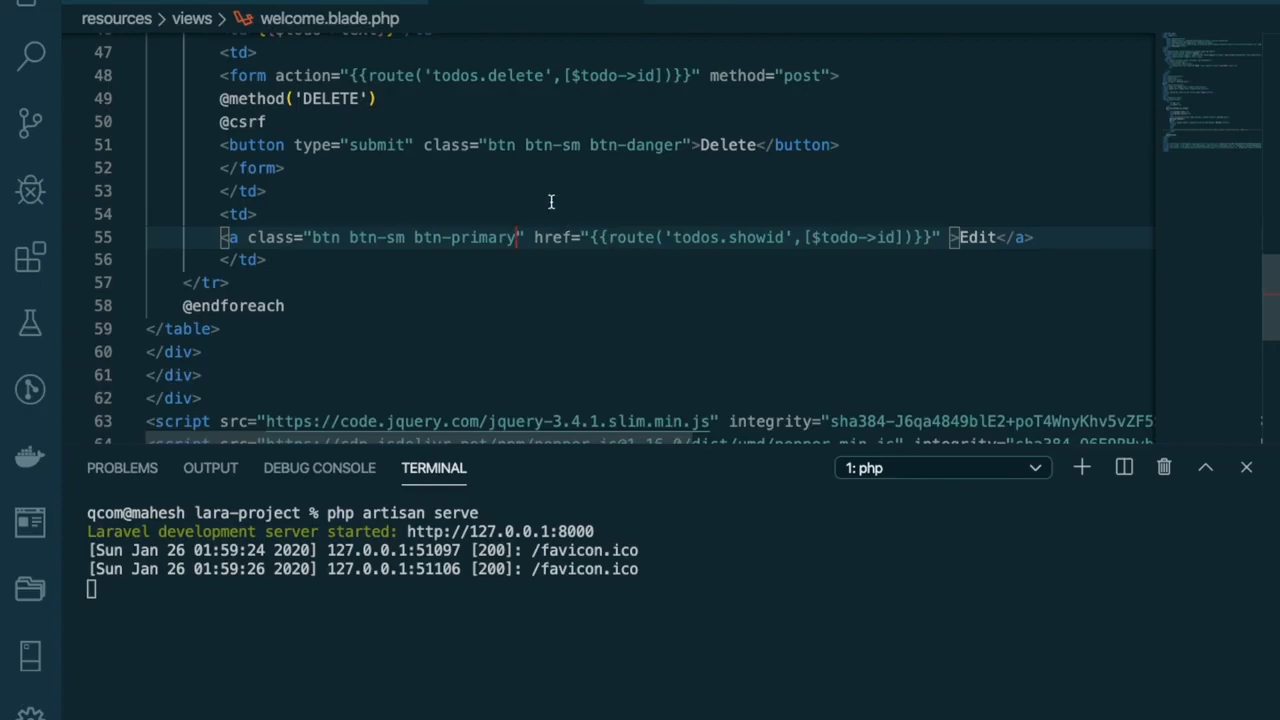 resources > views > welcome.blade.php
47 <td>
48 <form action="{{route('todos.delete',[$todo->id])}}" method="post">
49 @method('DELETE')
50 @csrf
51 <button type="submit" class="btn btn-sm btn-danger">Delete</button>
52 </form>
53 </td>
54 <td>
55 <a class="btn btn-sm btn-primary" href="{{route('todos.showid',[$todo->id])}}" >Edit</a>
56 </td>
57 </tr>
58 @endforeach
59 </table>
60 </div>
61 </div>
62 </div>
63 <script src="https://code.jquery.com/jquery-3.4.1.slim.min.js" integrity="sha384-J6qa4849blE2+poT4WnyKhv5vZF5
PROBLEMS OUTPUT DEBUG CONSOLE TERMINAL 1: php
qcom@mahesh lara-project % php artisan serve
Laravel development server started: http://127.0.0.1:8000
[Sun Jan 26 01:59:24 2020] 127.0.0.1:51097 [200]: /favicon.ico
[Sun Jan 26 01:59:26 2020] 127.0.0.1:51106 [200]: /favicon.ico